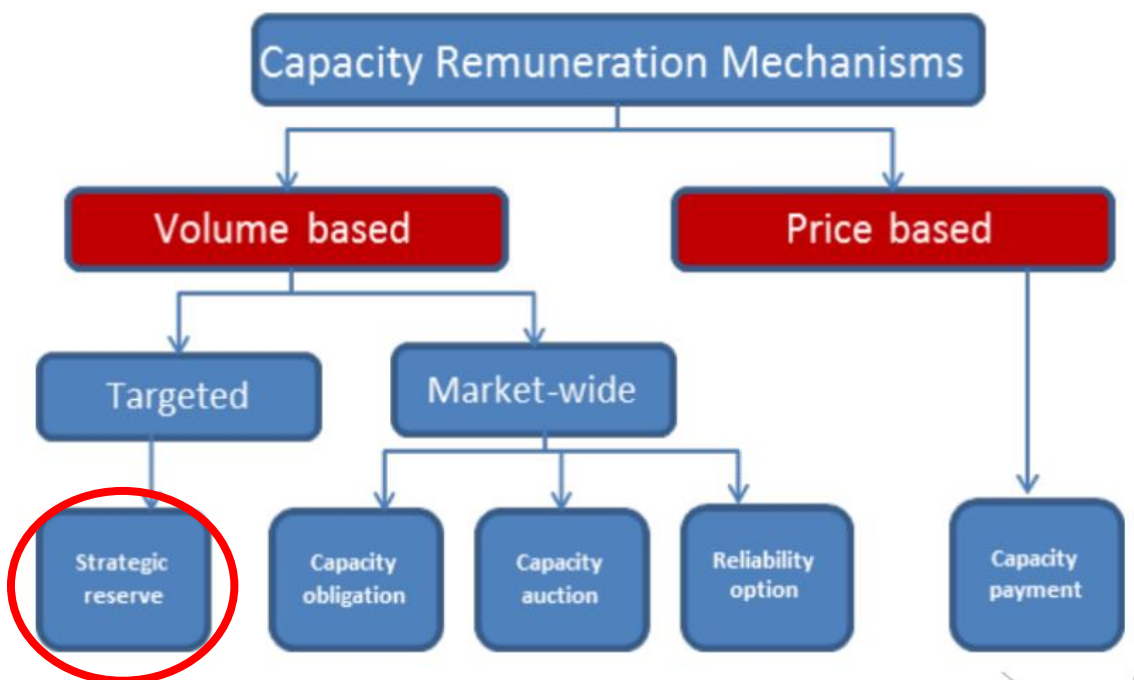 Capacity Remuneration Mechanisms
Volume based
Price based
Targeted
Market-wide
Strategic
reserve
Capacity
obligation
Capacity
auction
Reliability
option
Capacity
payment